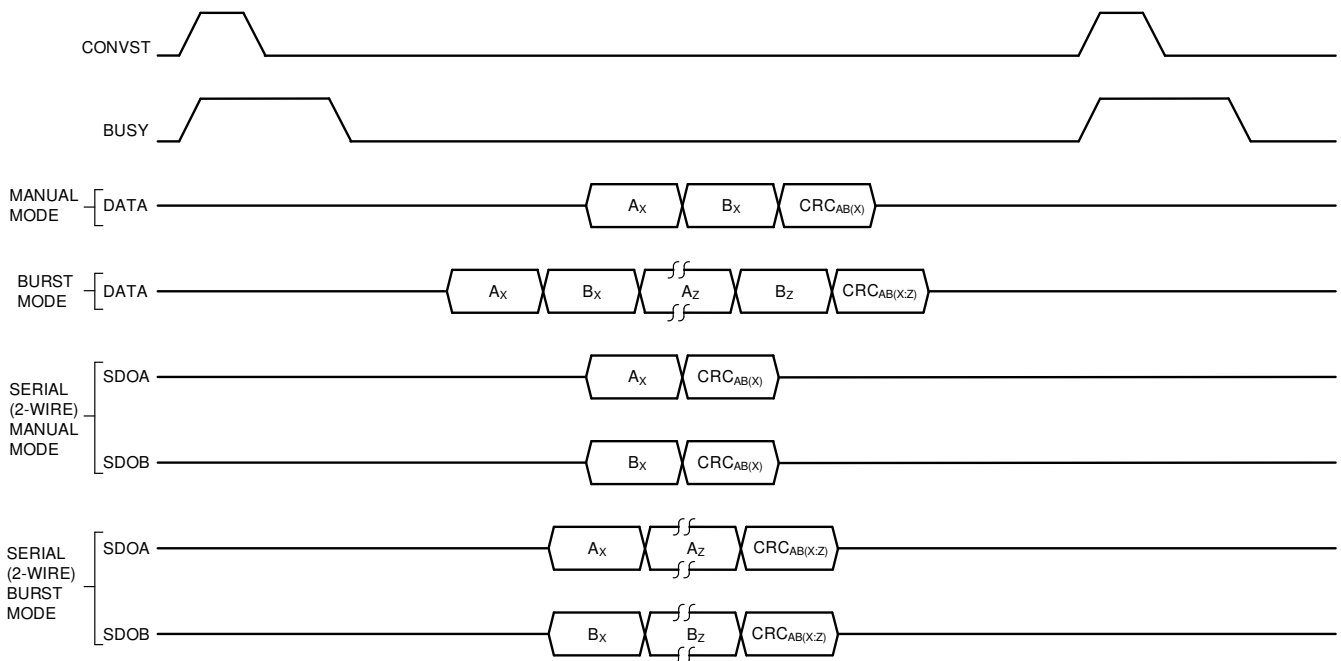 CONVST
BUSY
MANUAL
MODE
DATA
AX
BX
CRCAB(X)
BURST
MODE
DATA
AX
BX
AZ
BZ
CRCAB(X:Z)
SERIAL
(2-WIRE)
MANUAL
MODE
SDOA
AX
CRCAB(X)
SDOB
BX
CRCAB(X)
SERIAL
(2-WIRE)
BURST
MODE
SDOA
AX
AZ
CRCAB(X:Z)
SDOB
BX
BZ
CRCAB(X:Z)